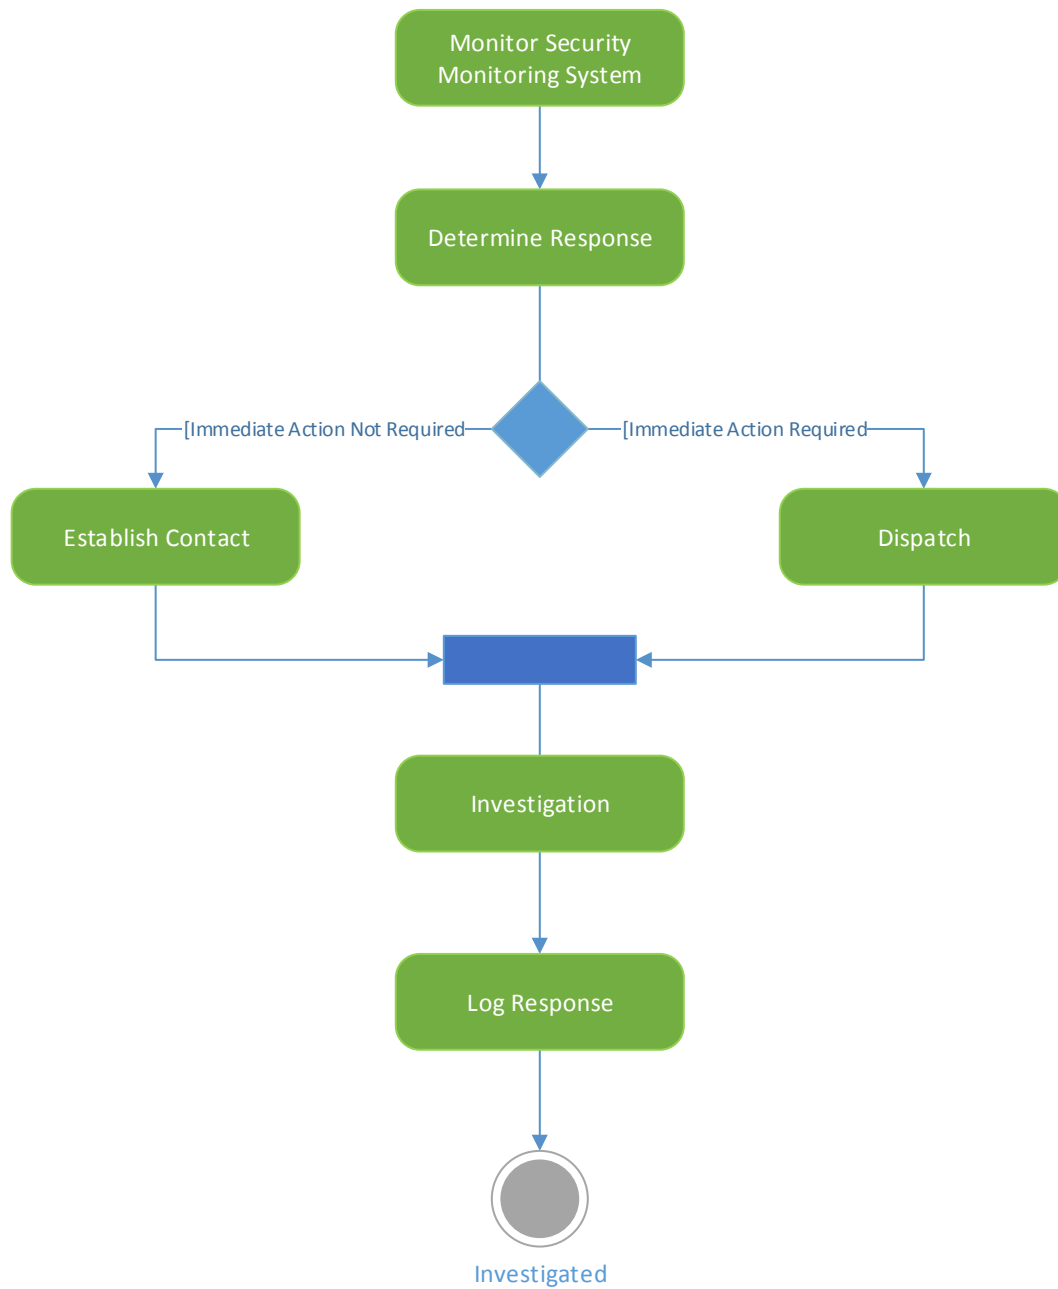 Monitor Security
Monitoring System
Determine Response
[Immediate Action Not Required
[Immediate Action Required
Establish Contact
Dispatch
Investigation
Log Response
Investigated